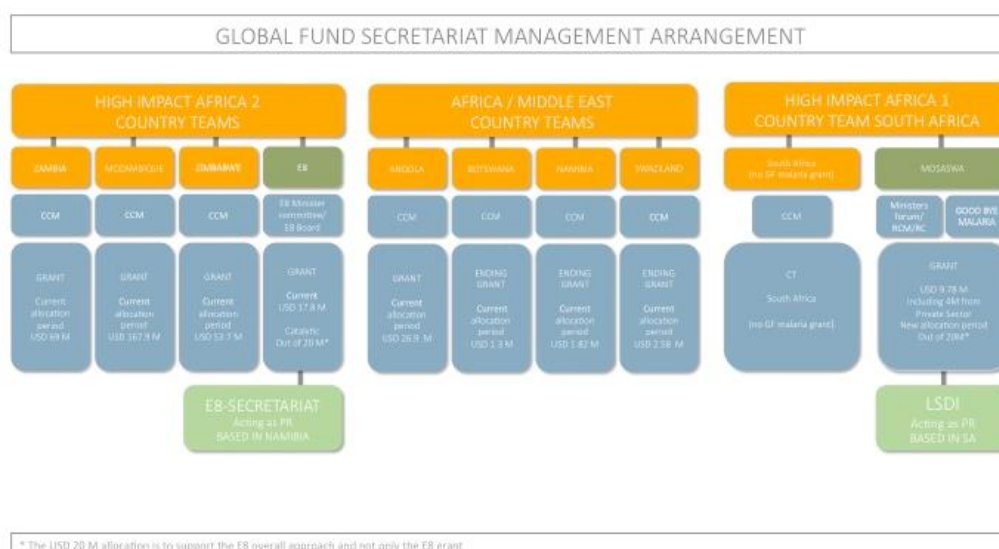 GLOBAL FUND SECRETARIAT MANAGEMENT ARRANGEMENT
HIGH IMPACT AFRICA 2
COUNTRY TEAMS
ZAMBIA
MOZAMBIQUE
ZIMBABWE
E8
CCM
CCM
CCM
E8 Minister
committee/
E8 Board
GRANT
Current
allocation
period
USD 69 M
GRANT
Current
allocation
period
USD 167.9 M
GRANT
Current
allocation
period
USD 53.7 M
GRANT
Current
USD 17.8 M
Catalytic
Out of 20 M*
E8-SECRETARIAT
Acting as PR
BASED IN NAMIBIA
AFRICA / MIDDLE EAST
COUNTRY TEAMS
ANGOLA
BOTSWANA
NAMIBIA
SWAZILAND
CCM
CCM
CCM
CCM
GRANT
Current
allocation
period
USD 26.9 M
ENDING
GRANT
Current
allocation
period
USD 1.3 M
ENDING
GRANT
Current
allocation
period
USD 1.82 M
ENDING
GRANT
Current
allocation
period
USD 2.58 M
HIGH IMPACT AFRICA 1
COUNTRY TEAM SOUTH AFRICA
South Africa
(no GF malaria grant)
MOSASWA
CCM
Ministers
forum/
RCM/RC
GOOD BYE
MALARIA
CT
South Africa
(no GF malaria grant)
GRANT
USD 9.78 M
Including 4M from
Private Sector
New allocation period
Out of 20M*
LSDI
Acting as PR
BASED IN SA
* The USD 20 M allocation is to support the E8 overall approach and not only the E8 grant